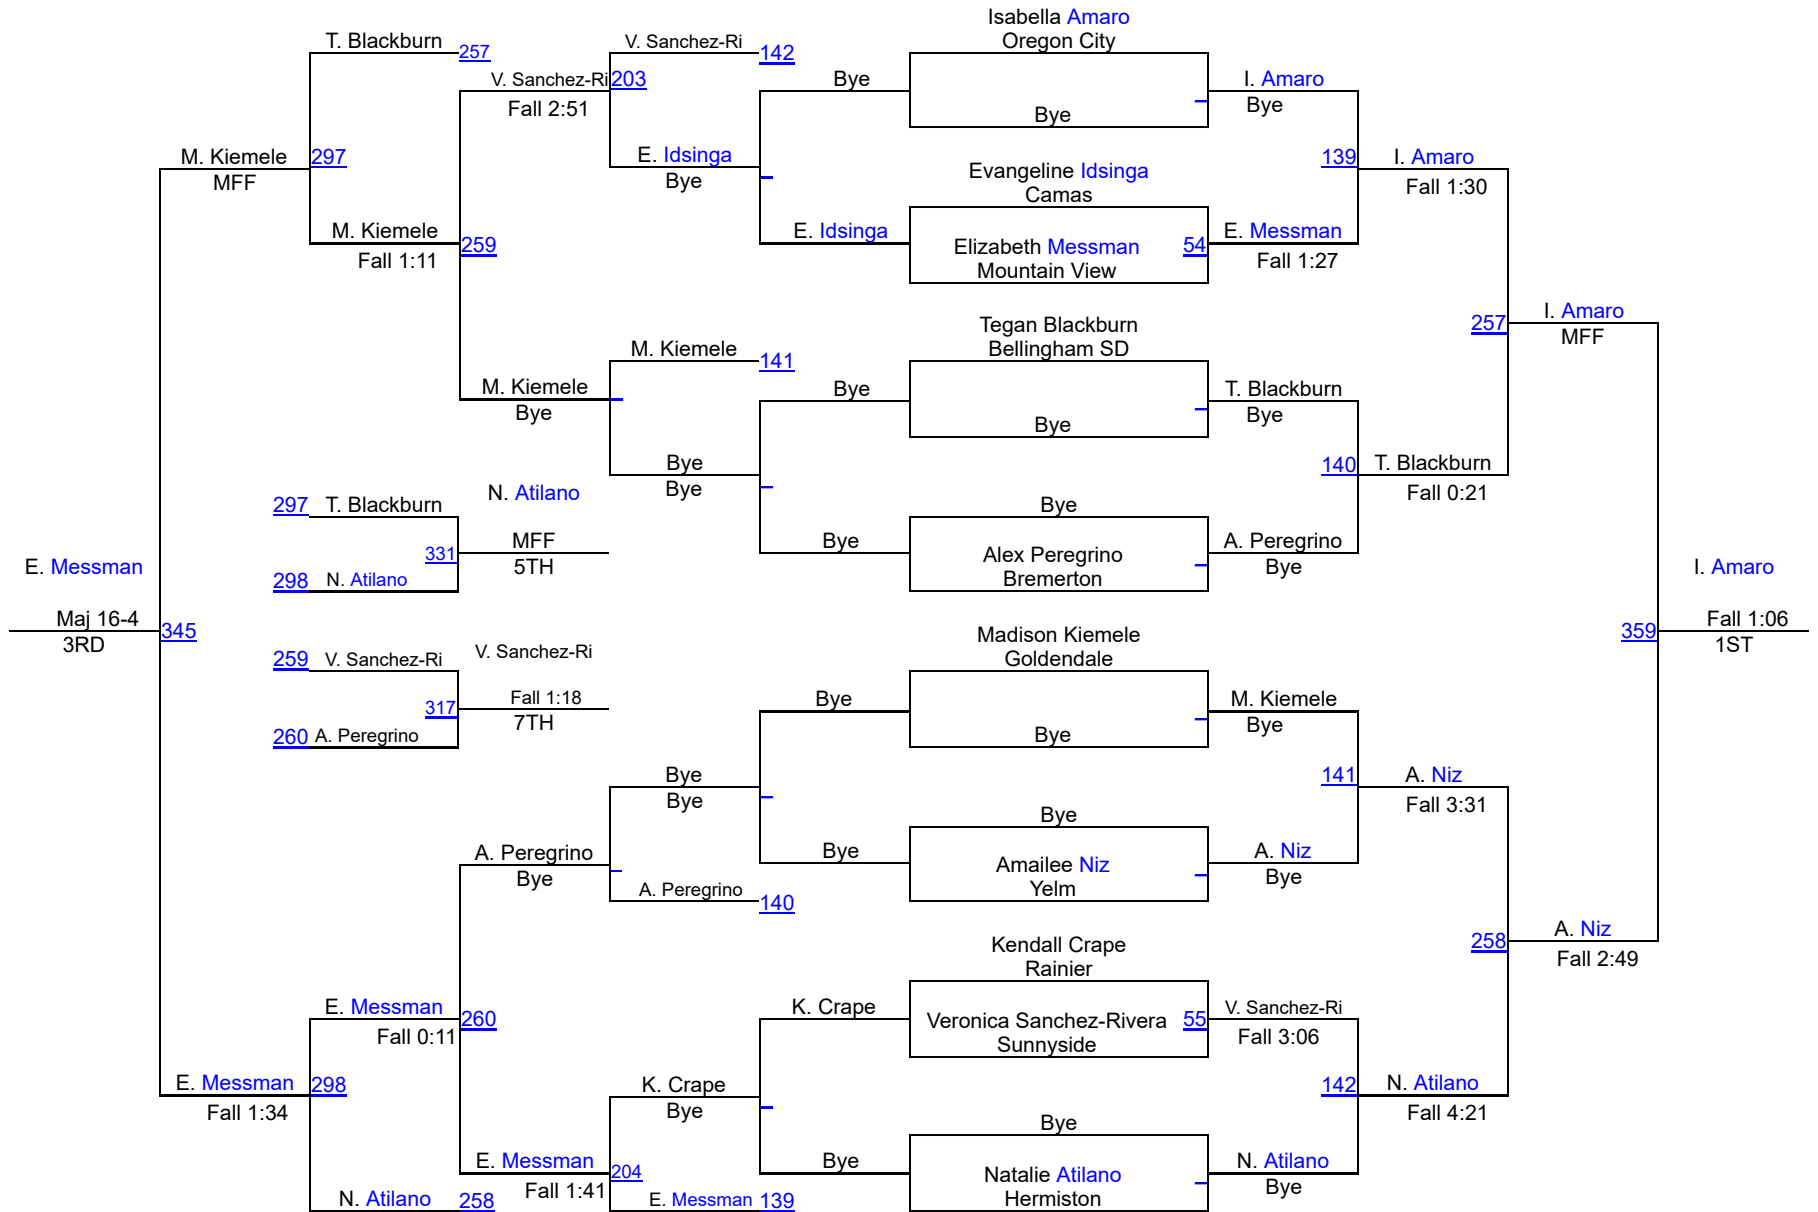 Isabella Amaro
Oregon City
T. Blackburn
257
V. Sanchez-Ri
142
V. Sanchez-Ri
203
Bye
I. Amaro
Fall 2:51
Bye
Bye
M. Kiemele
297
E. Idsinga
139
I. Amaro
MFF
Bye
Evangeline Idsinga
Fall 1:30
Camas
M. Kiemele
259
E. Idsinga
Elizabeth Messman
54
E. Messman
Fall 1:11
Mountain View
Fall 1:27
I. Amaro
257
MFF
Tegan Blackburn
M. Kiemele
141
Bellingham SD
M. Kiemele
Bye
T. Blackburn
Bye
Bye
Bye
Bye
140
T. Blackburn
Bye
Fall 0:21
297
T. Blackburn
N. Atilano
Bye
331
MFF
Bye
Alex Peregrino
A. Peregrino
E. Messman
5TH
Bremerton
Bye
I. Amaro
298
N. Atilano
Maj 16-4
345
359
Fall 1:06
3RD
Madison Kiemele
1ST
259
V. Sanchez-Ri
V. Sanchez-Ri
Goldendale
317
Fall 1:18
Bye
M. Kiemele
7TH
Bye
Bye
260
A. Peregrino
Bye
141
A. Niz
Bye
Fall 3:31
Bye
A. Peregrino
Bye
Amailee Niz
A. Niz
Bye
A. Peregrino
140
Yelm
Bye
A. Niz
258
Fall 2:49
Kendall Crape
Rainier
E. Messman
260
K. Crape
Veronica Sanchez-Rivera
55
V. Sanchez-Ri
Fall 0:11
Sunnyside
Fall 3:06
E. Messman
298
K. Crape
142
N. Atilano
Fall 1:34
Bye
Fall 4:21
Bye
E. Messman
204
Bye
Natalie Atilano
N. Atilano
Fall 1:41
Hermiston
Bye
N. Atilano
258
E. Messman
139